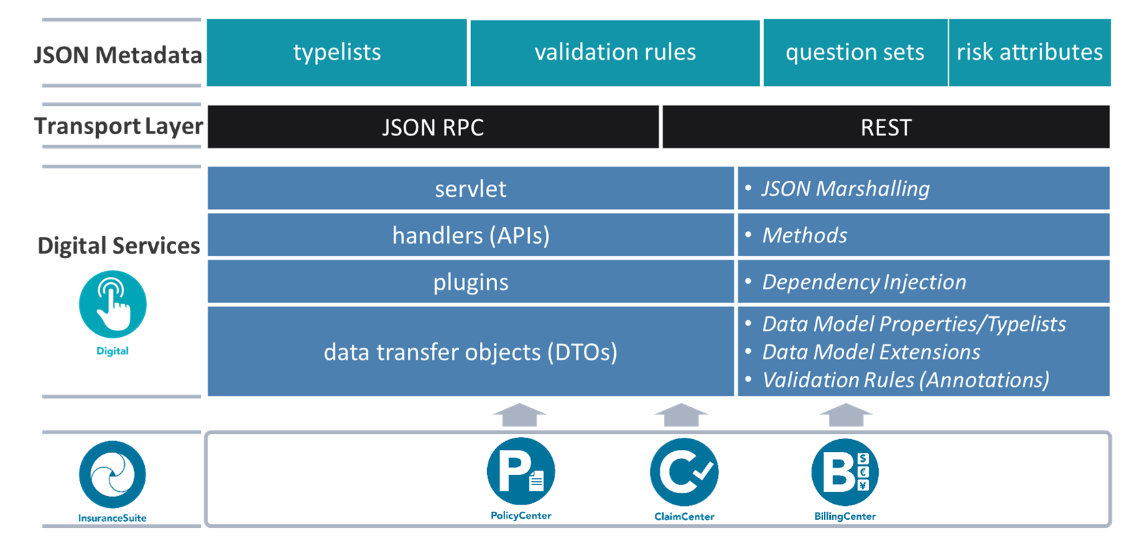 JSON Metadata
typelists
validation rules
question sets
risk attributes
Transport Layer
JSON RPC
REST
Digital Services
Digital
servlet
• JSON Marshalling
handlers (APIs)
• Methods
plugins
• Dependency Injection
data transfer objects (DTOs)
• Data Model Properties/Typelists
• Data Model Extensions
• Validation Rules (Annotations)
InsuranceSuite
P
PolicyCenter
C
ClaimCenter
B
$
€
¥
BillingCenter